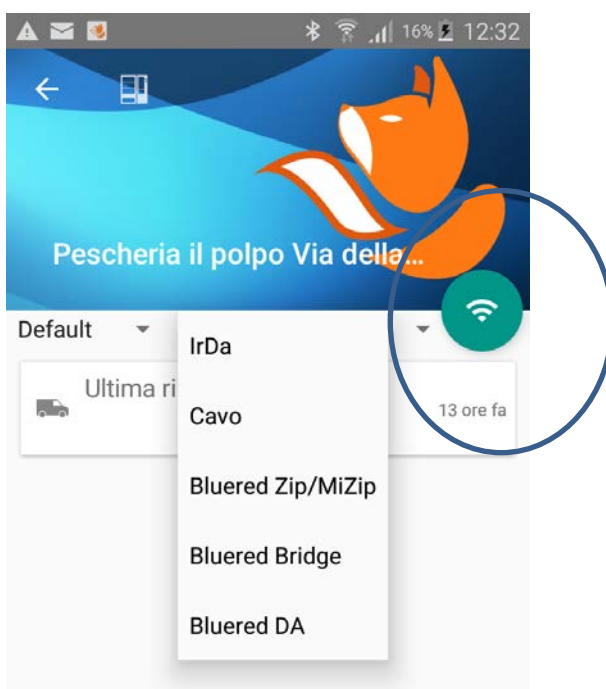 16% 12:32
Pescheria il polpo Via della...
Default
IrDa
Ultima ri
13 ore fa
Cavo
Bluered Zip/MiZip
Bluered Bridge
Bluered DA